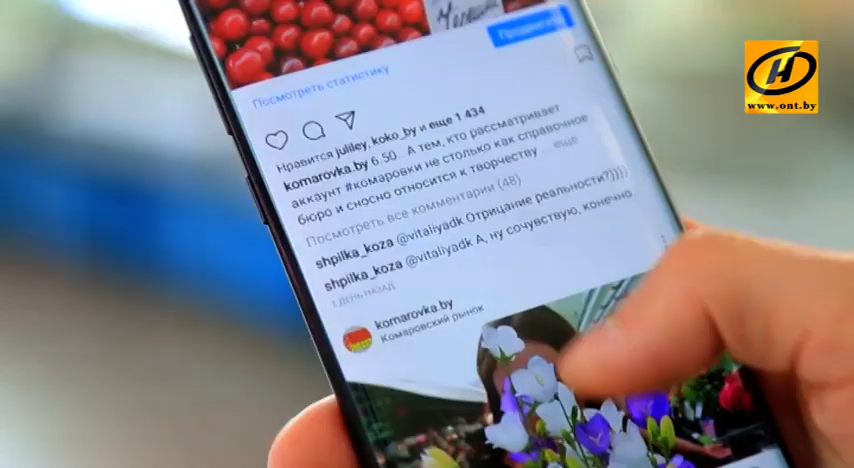 Черешня
Продвигать
www.ont.by
Посмотреть статистику
Нравится juliley, koko_by и еще 1 434
komarovka.by 6.50...А тем, кто рассматривает
аккаунт #комаровки не столько как справочное
бюро и сносно относится к творчеству ... еще
Посмотреть все комментарии (48)
shpilka_koza @vitaliyadk Отрицание реальности?))))
shpilka_koza @vitaliyadk А, ну сочувствую, конечно
1 ДЕНЬ НАЗАД
komarovka.by
Комаровский рынок